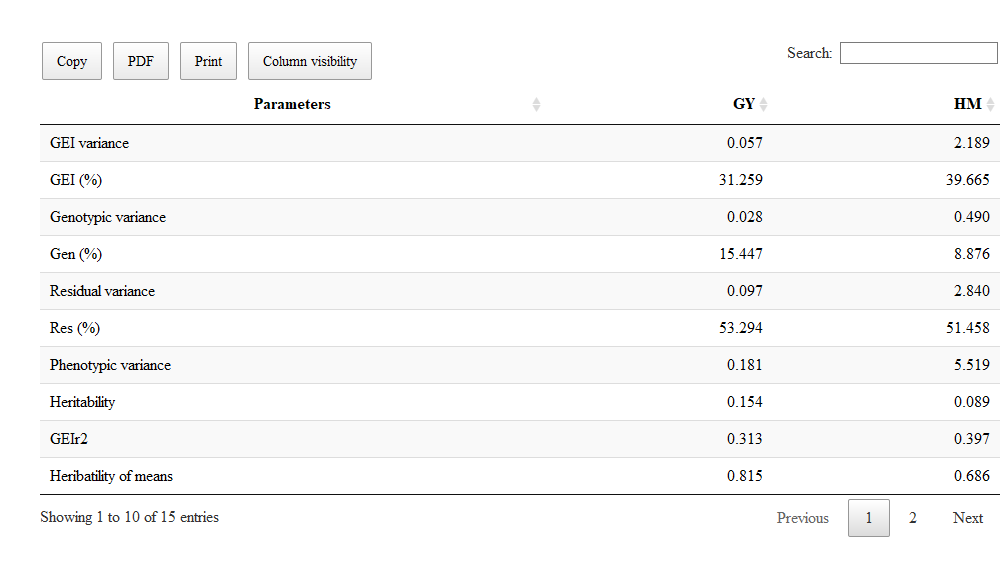 Copy PDF Print Column visibility Search:
Parameters GY HM
GEI variance 0.057 2.189
GEI (%) 31.259 39.665
Genotypic variance 0.028 0.490
Gen (%) 15.447 8.876
Residual variance 0.097 2.840
Res (%) 53.294 51.458
Phenotypic variance 0.181 5.519
Heritability 0.154 0.089
GEIr2 0.313 0.397
Heribatility of means 0.815 0.686
Showing 1 to 10 of 15 entries Previous 1 2 Next